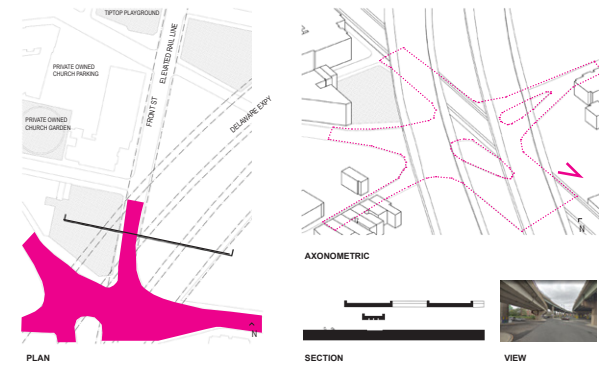 TIPTOP PLAYGROUND
ELEVATED RAIL LINE
PRIVATE OWNED
CHURCH PARKING
FRONT ST
DELAWARE EXPY
PRIVATE OWNED
CHURCH GARDEN
N
PLAN
N
AXONOMETRIC
SECTION
VIEW